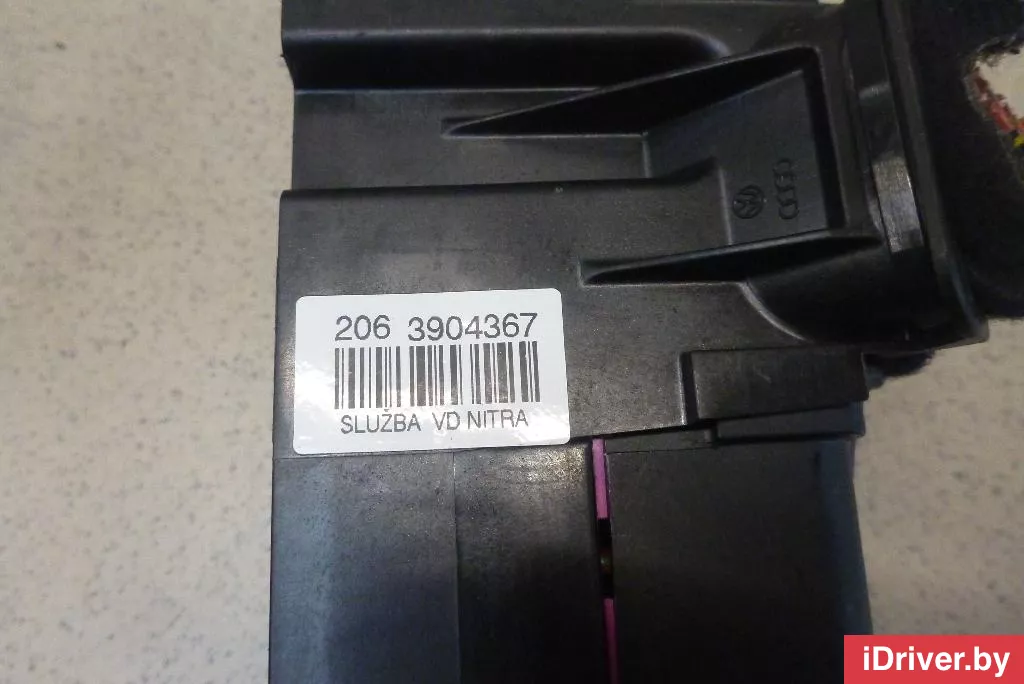 206 3904367
SLUŽBA VD NITRA
iDriver.by